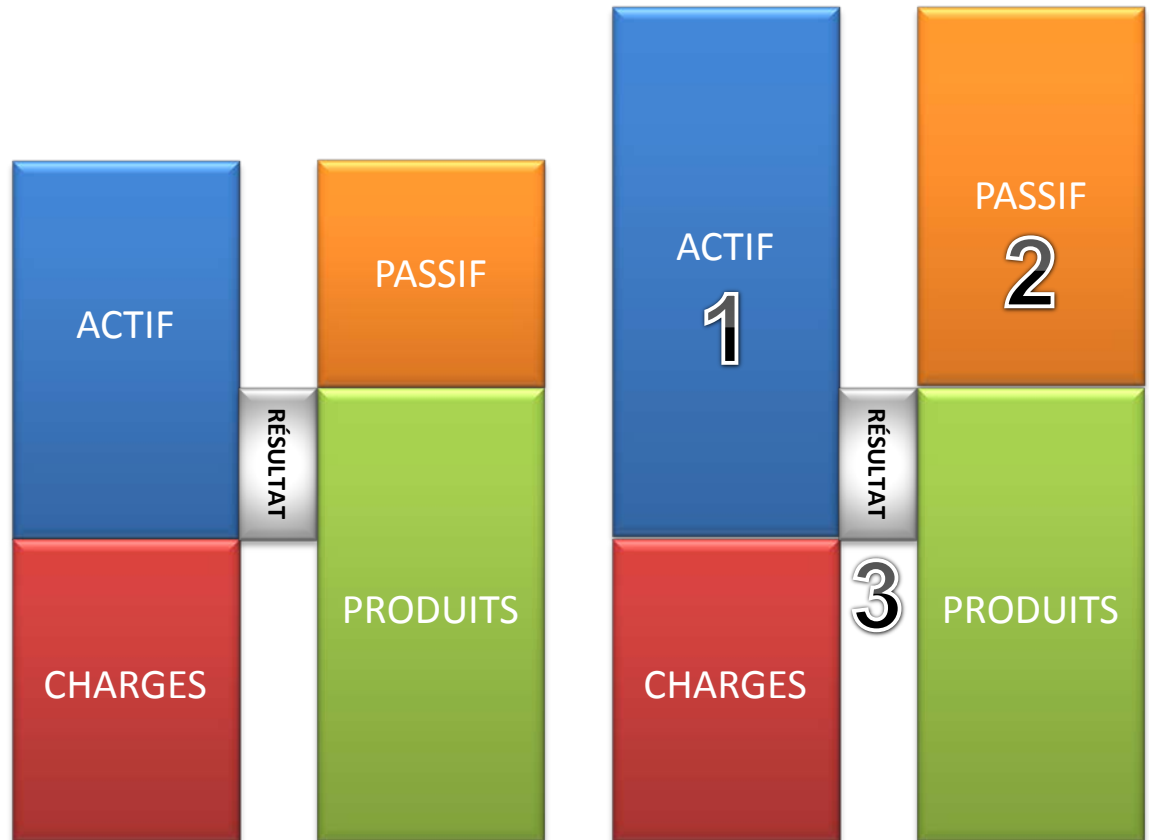 ACTIF
PASSIF
RÉSULTAT
CHARGES
PRODUITS
ACTIF
1
PASSIF
2
RÉSULTAT
3
CHARGES
PRODUITS